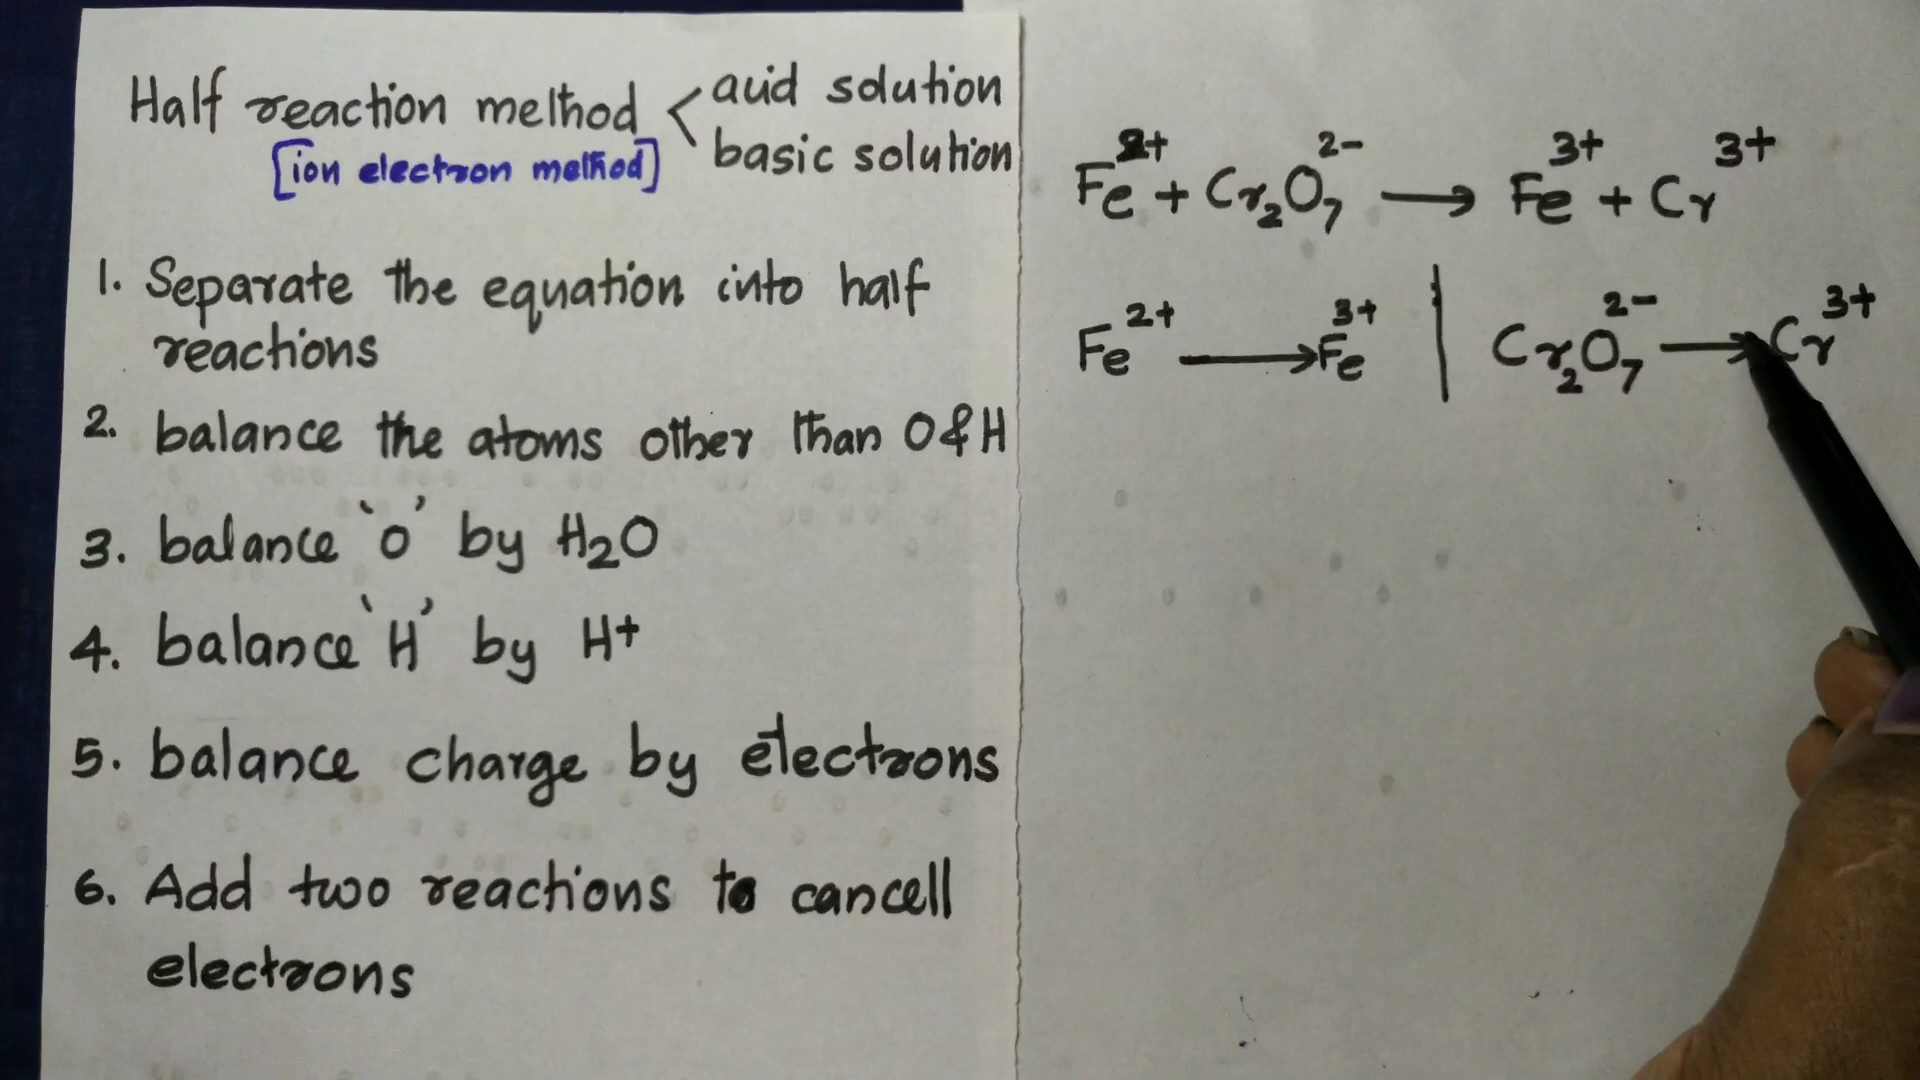 Half reaction method < acid solution
basic solution
[ion electron method]
1. Separate the equation into half
reactions
2. balance the atoms other than O & H
3. balance 'O' by H2O
4. balance 'H' by H+
5. balance charge by electrons
6. Add two reactions to cancell
electrons
Fe²⁺ + Cr₂O₇²⁻ → Fe³⁺ + Cr³⁺
Fe²⁺ → Fe³⁺ | Cr₂O₇²⁻ → Cr³⁺